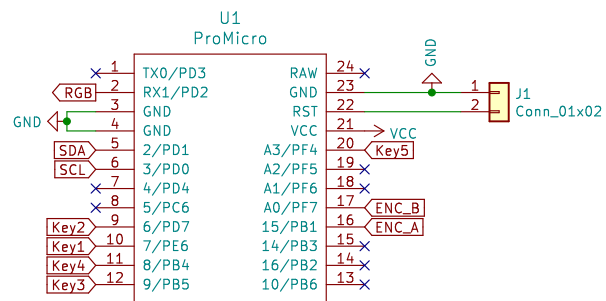 U1
ProMicro
GND
1 TX0/PD3 RAW 24
RGB 2 RX1/PD2 GND 23 1 J1
3 GND RST 22 2 Conn_01x02
GND 4 GND VCC 21 VCC
SDA 5 2/PD1 A3/PF4 20 Key5
SCL 6 3/PD0 A2/PF5 19
7 4/PD4 A1/PF6 18
8 5/PC6 A0/PF7 17 ENC_B
Key2 9 6/PD7 15/PB1 16 ENC_A
Key1 10 7/PE6 14/PB3 15
Key4 11 8/PB4 16/PB2 14
Key3 12 9/PB5 10/PB6 13